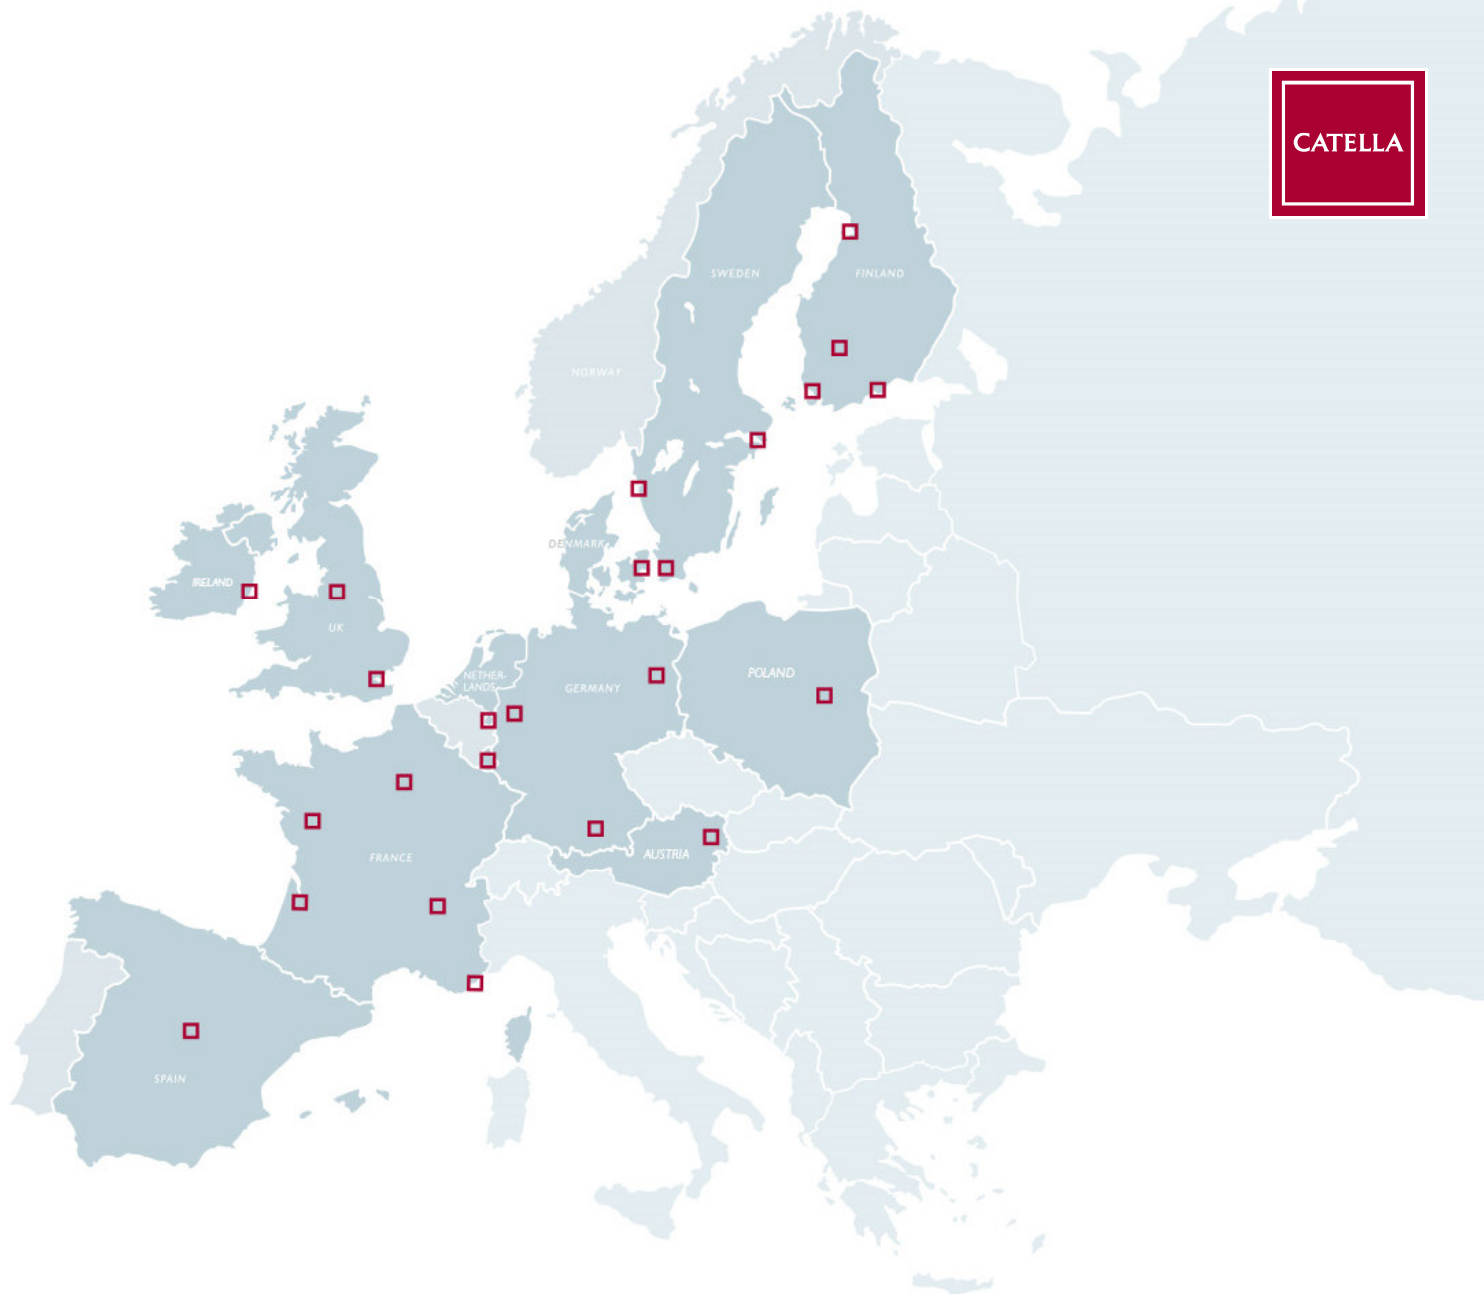 CATELLA
SWEDEN
FINLAND
NORWAY
DENMARK
IRELAND
UK
NETHER-
LANDS
GERMANY
POLAND
FRANCE
AUSTRIA
SPAIN